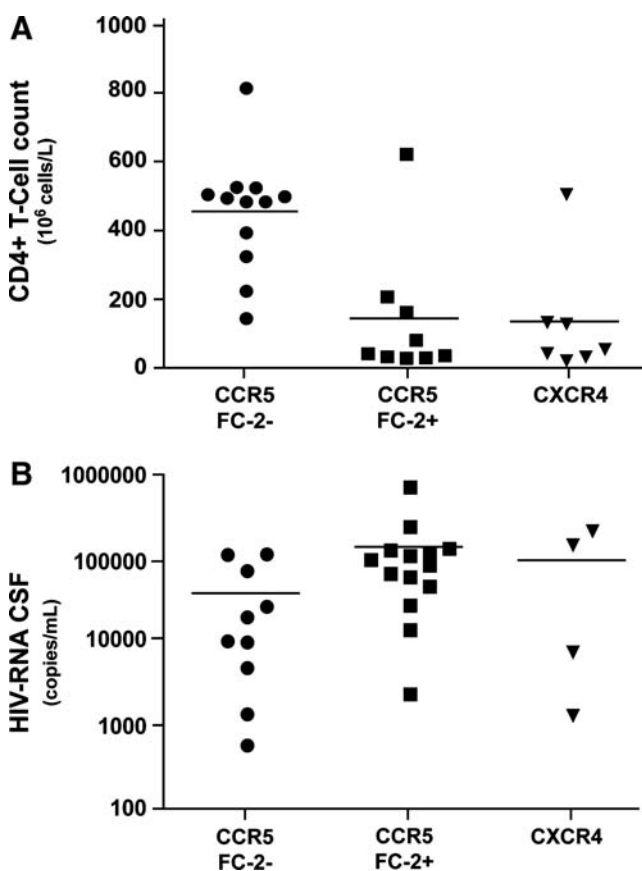 A
CD4+ T-Cell count
(10⁶ cells/L)
1000
800
600
400
200
0
CCR5
FC-2-
CCR5
FC-2+
CXCR4
B
HIV-RNA CSF
(copies/mL)
1000000
100000
10000
1000
100
CCR5
FC-2-
CCR5
FC-2+
CXCR4